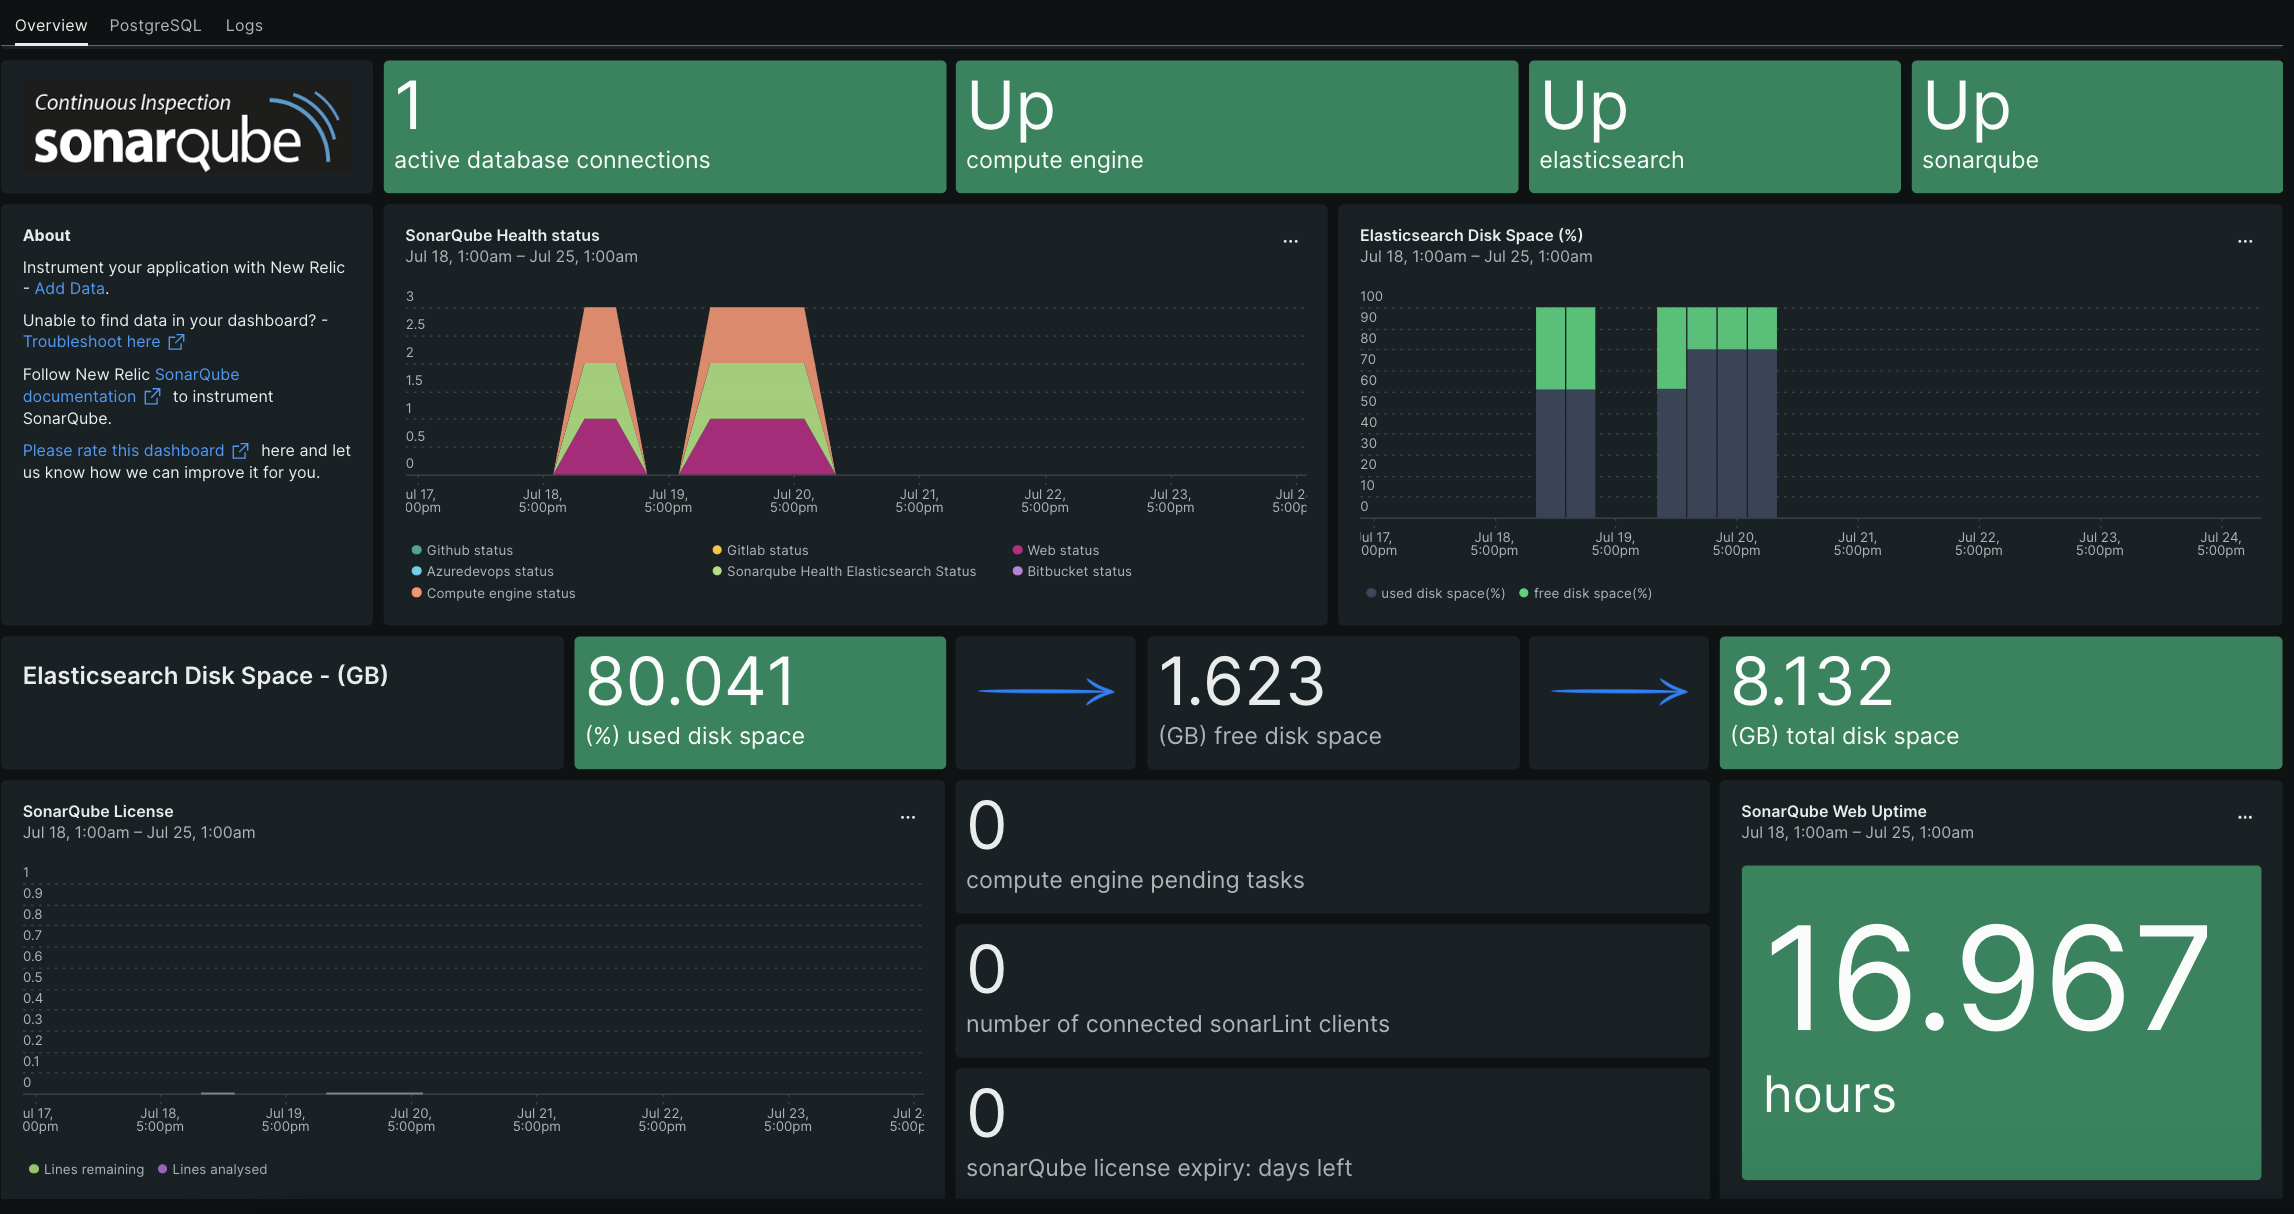 Overview PostgreSQL Logs
Continuous Inspection
sonarqube
1
active database connections
Up
compute engine
Up
elasticsearch
Up
sonarqube
About
Instrument your application with New Relic
- Add Data.
Unable to find data in your dashboard? -
Troubleshoot here
Follow New Relic SonarQube
documentation to instrument
SonarQube.
Please rate this dashboard here and let
us know how we can improve it for you.
SonarQube Health status
Jul 18, 1:00am – Jul 25, 1:00am
...
3
2.5
2
1.5
1
0.5
0
ul 17, Jul 18, Jul 19, Jul 20, Jul 21, Jul 22, Jul 23, Jul 2
00pm 5:00pm 5:00pm 5:00pm 5:00pm 5:00pm 5:00pm 5:00p
Github status Gitlab status Web status
Azuredevops status Sonarqube Health Elasticsearch Status Bitbucket status
Compute engine status
Elasticsearch Disk Space (%)
Jul 18, 1:00am – Jul 25, 1:00am
...
100
90
80
70
60
50
40
30
20
10
0
ul 17, Jul 18, Jul 19, Jul 20, Jul 21, Jul 22, Jul 23, Jul 24,
00pm 5:00pm 5:00pm 5:00pm 5:00pm 5:00pm 5:00pm 5:00pm
used disk space(%) free disk space(%)
Elasticsearch Disk Space - (GB)
80.041
(%) used disk space
1.623
(GB) free disk space
8.132
(GB) total disk space
SonarQube License
Jul 18, 1:00am – Jul 25, 1:00am
...
1
0.9
0.8
0.7
0.6
0.5
0.4
0.3
0.2
0.1
0
ul 17, Jul 18, Jul 19, Jul 20, Jul 21, Jul 22, Jul 23, Jul 2
00pm 5:00pm 5:00pm 5:00pm 5:00pm 5:00pm 5:00pm 5:00p
Lines remaining Lines analysed
0
compute engine pending tasks
0
number of connected sonarLint clients
0
sonarQube license expiry: days left
SonarQube Web Uptime
Jul 18, 1:00am – Jul 25, 1:00am
...
16.967
hours